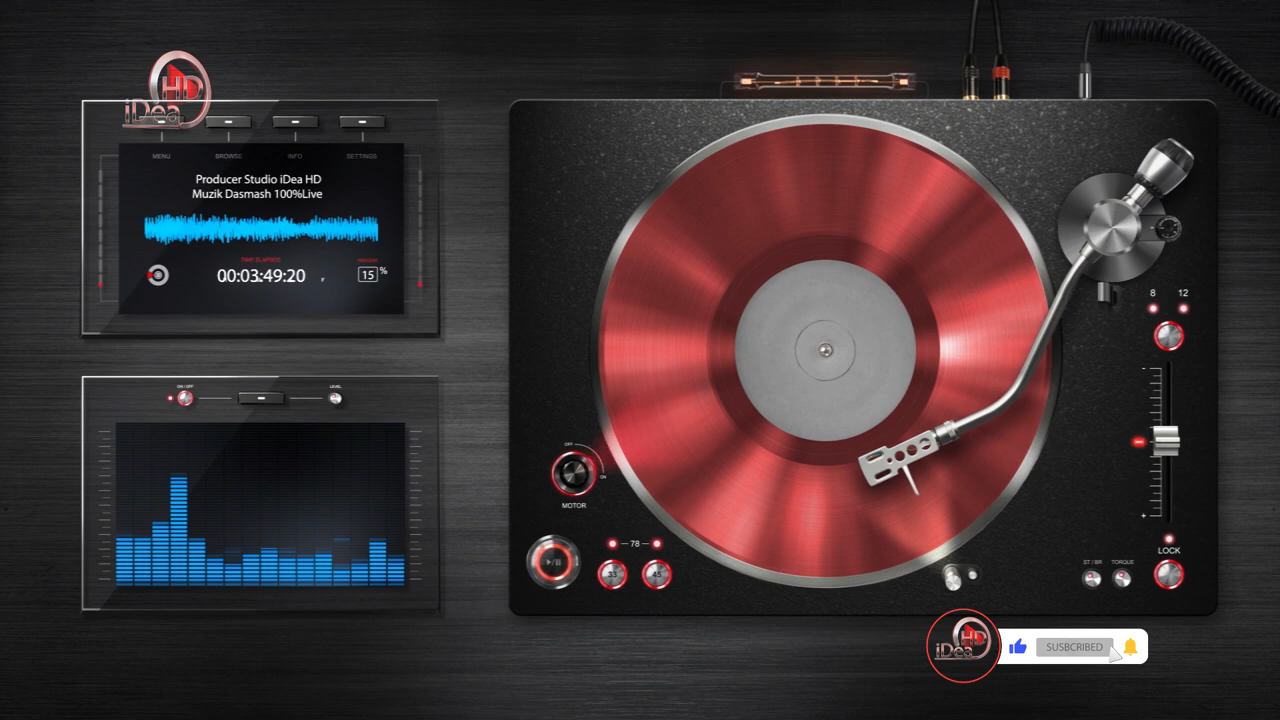 HD
iDea
MENU BROWSE INFO SETTINGS
Producer Studio iDea HD
Muzik Dasmash 100%Live
TIME ELAPSED
00:03:49:20 F
15 %
ON / OFF LEVEL
8 12
OFF
ON
MOTOR
78
33 45
LOCK
ST / BR TORQUE
HD
iDea
SUSBCRIBED